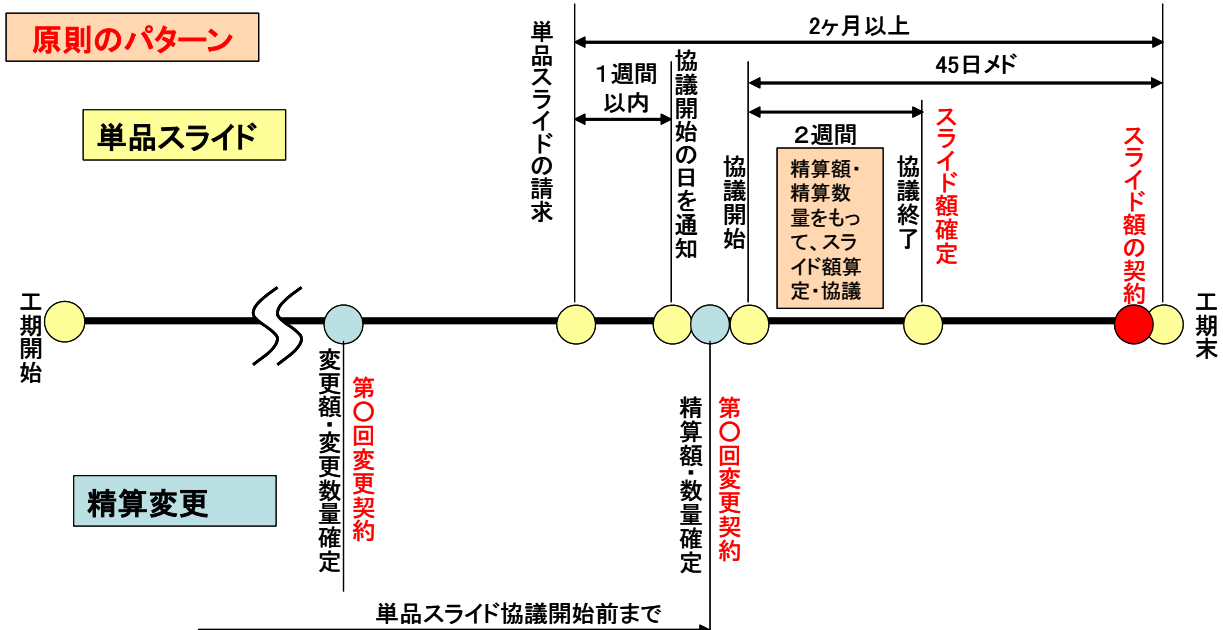 原則のパターン
単品スライド
単品スライドの請求
2ヶ月以上
1週間
以内
協議開始の日を通知
45日メド
協議開始
2週間
精算額・
精算数
量をもっ
て、スラ
イド額算
定・協議
協議終了
スライド額確定
スライド額の契約
工期開始
工期末
変更額・変更数量確定
第〇回変更契約
精算額・数量確定
第〇回変更契約
精算変更
単品スライド協議開始前まで